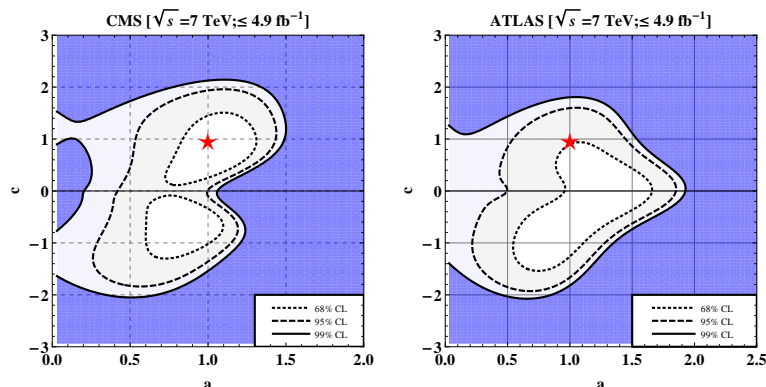 CMS [√s =7 TeV;≤ 4.9 fb⁻¹]
3
2
1
0
−1
−2
−3
c
0.0 0.5 1.0 1.5 2.0
a
68% CL
95% CL
99% CL
ATLAS [√s =7 TeV;≤ 4.9 fb⁻¹]
3
2
1
0
−1
−2
−3
c
0.0 0.5 1.0 1.5 2.0 2.5
a
68% CL
95% CL
99% CL